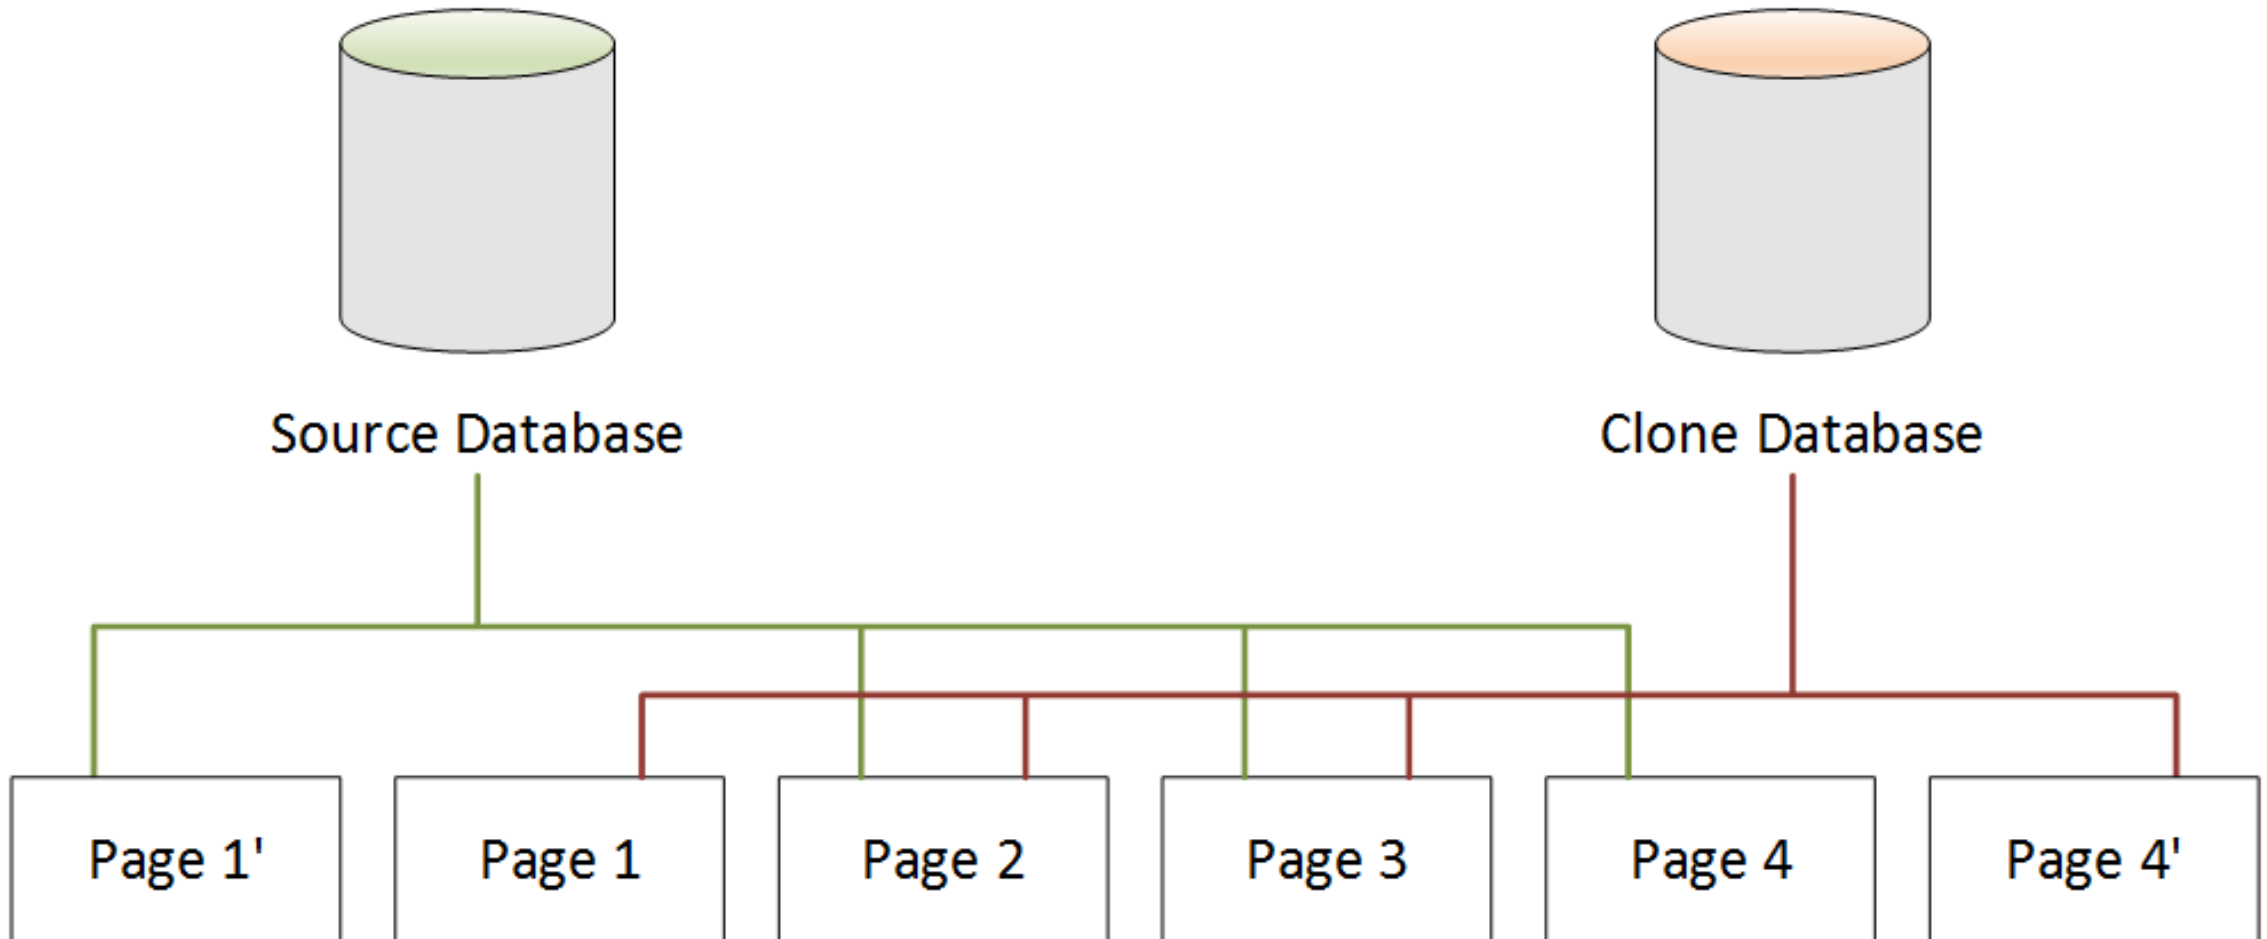 Source Database
Clone Database
Page 1'
Page 1
Page 2
Page 3
Page 4
Page 4'